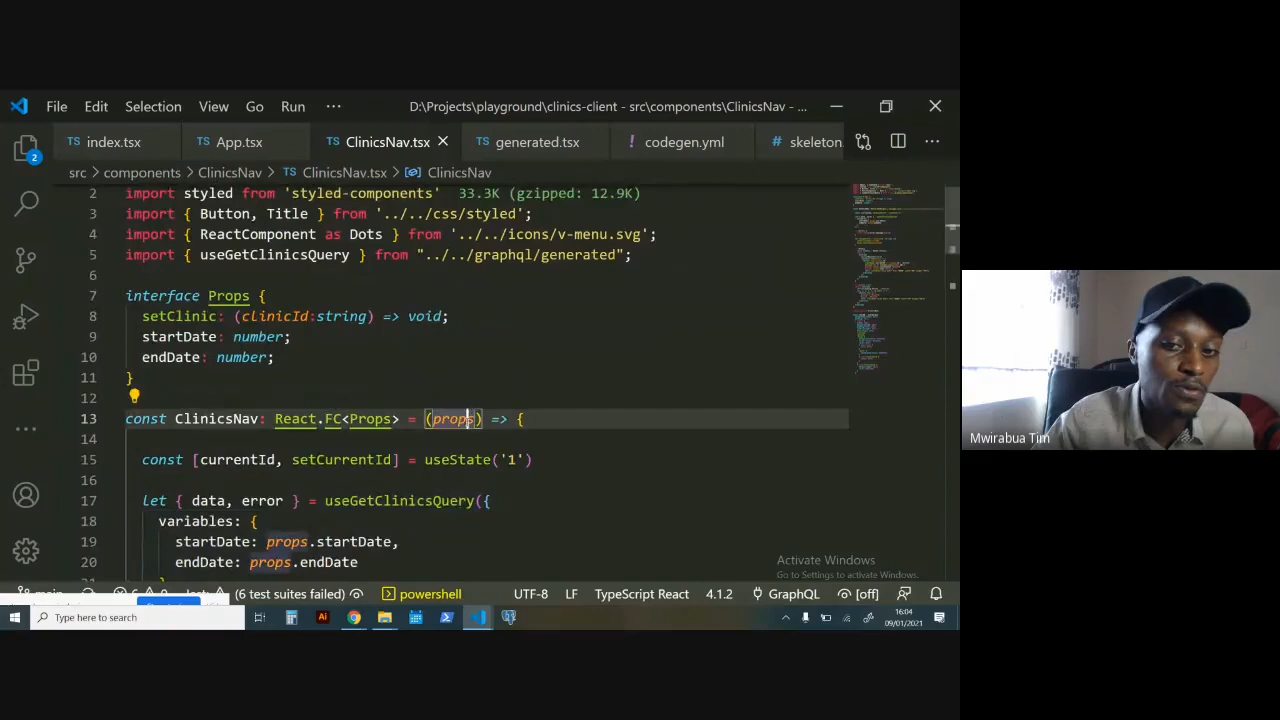 File Edit Selection View Go Run ··· D:\Projects\playground\clinics-client - src\components\ClinicsNav - ...
TS index.tsx TS App.tsx TS ClinicsNav.tsx TS generated.tsx ! codegen.yml # skeleton.
src > components > ClinicsNav > TS ClinicsNav.tsx > ClinicsNav
2
2 import styled from 'styled-components' 33.3K (gzipped: 12.9K)
3 import { Button, Title } from '../../css/styled';
4 import { ReactComponent as Dots } from '../../icons/v-menu.svg';
5 import { useGetClinicsQuery } from "../../graphql/generated";
6
7 interface Props {
8 setClinic: (clinicId:string) => void;
9 startDate: number;
10 endDate: number;
11 }
12
13 const ClinicsNav: React.FC<Props> = (props) => {
14
15 const [currentId, setCurrentId] = useState('1')
16
17 let { data, error } = useGetClinicsQuery({
18 variables: {
19 startDate: props.startDate,
20 endDate: props.endDate
Activate Windows
Go to Settings to activate Windows.
(6 test suites failed) powershell UTF-8 LF TypeScript React 4.1.2 GraphQL [off]
Type here to search
Ai
16:04
09/01/2021
Mwirabua Tim